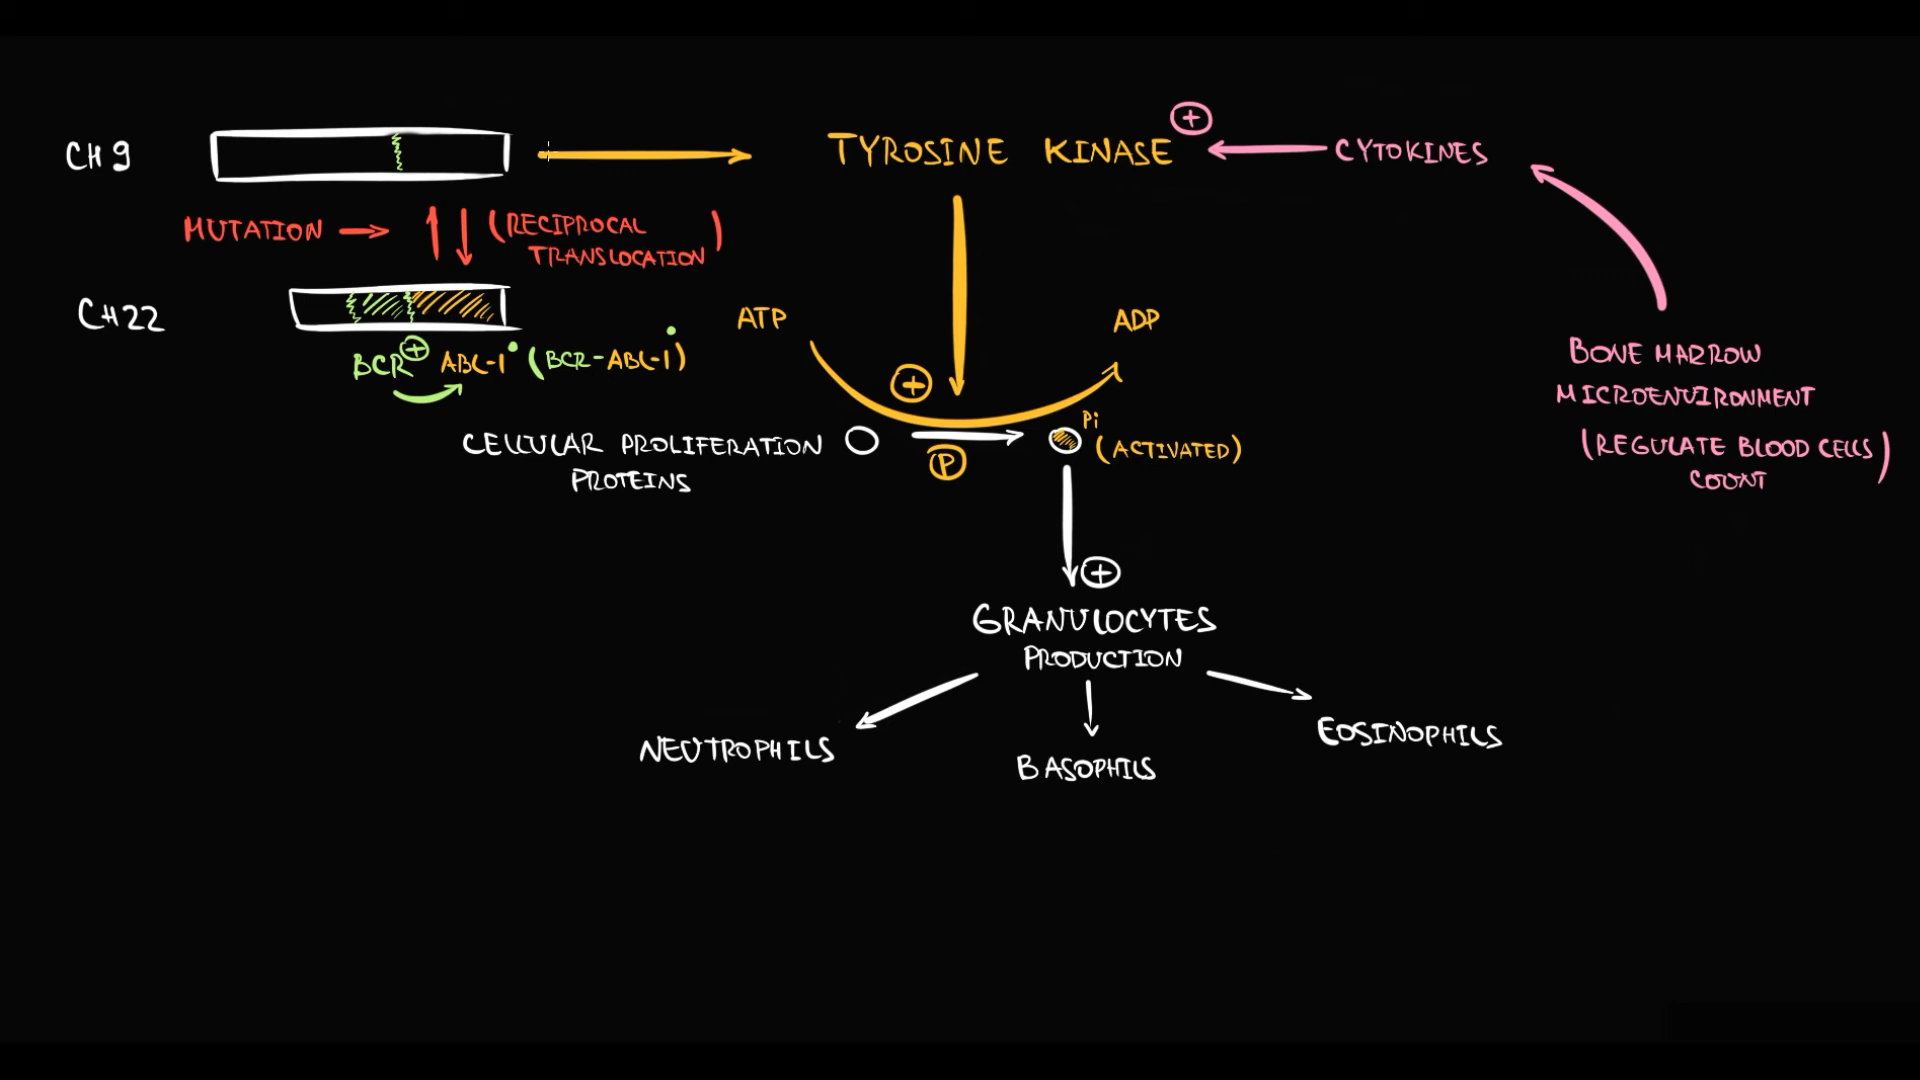 CH 9
TYROSINE KINASE +
CYTOKINES
MUTATION
(RECIPROCAL
TRANSLOCATION)
CH22
BCR + ABL-1 (BCR-ABL-1)
ATP
ADP
+
BONE MARROW
MICROENVIRONMENT
(REGULATE BLOOD CELLS)
COUNT
CELLULAR PROLIFERATION
PROTEINS
P
Pi
(ACTIVATED)
+
GRANULOCYTES
PRODUCTION
NEUTROPHILS
BASOPHILS
EOSINOPHILS